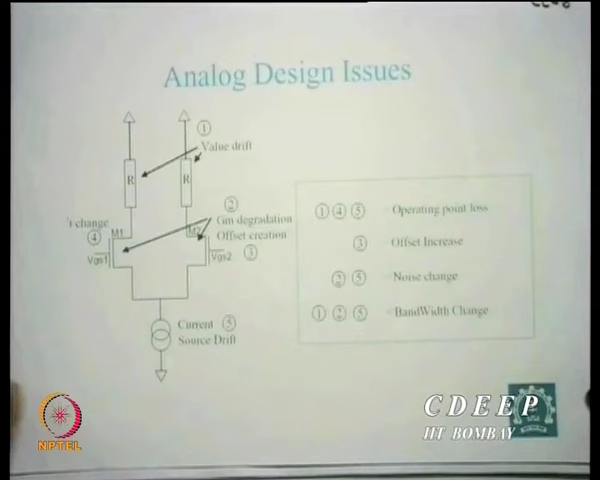 Analog Design Issues
①
Value drift
R
R
②
Gm degradation
Offset creation
③
change
④
M1
M2
Vgs1
Vgs2
Current ⑤
Source Drift
① ④ ⑤ Operating point loss
③ Offset Increase
② ⑤ Noise change
① ② ⑤ BandWidth Change
NPTEL
CDEEP
IIT BOMBAY